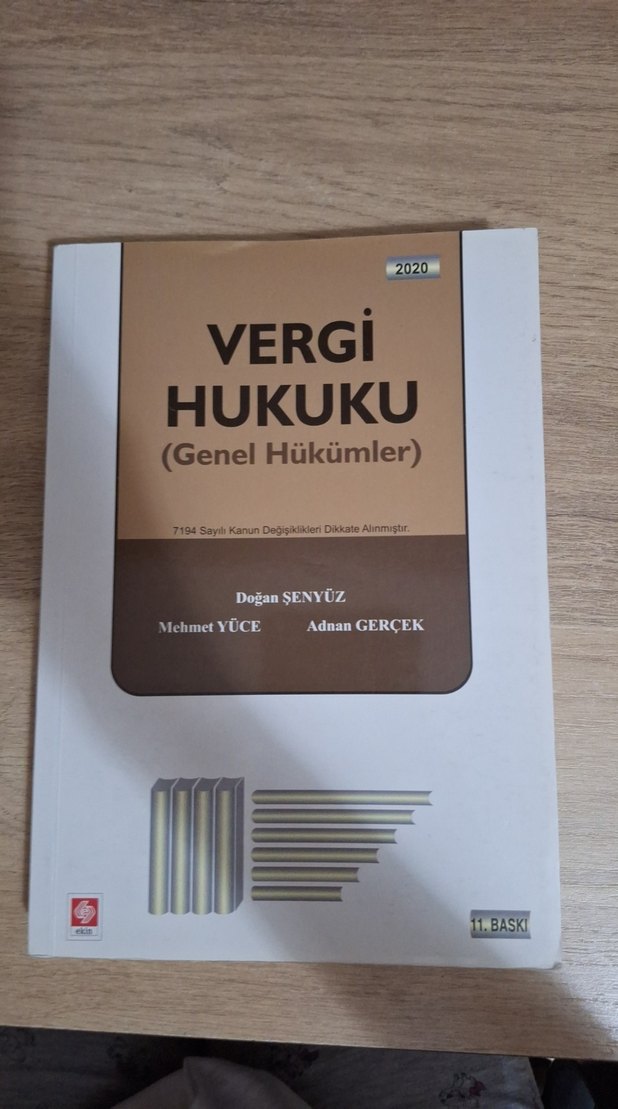 2020
VERGİ
HUKUKU
(Genel Hükümler)
7194 Sayılı Kanun Değişiklikleri Dikkate Alınmıştır.
Doğan ŞENYÜZ
Mehmet YÜCE Adnan GERÇEK
ekin
11. BASKI